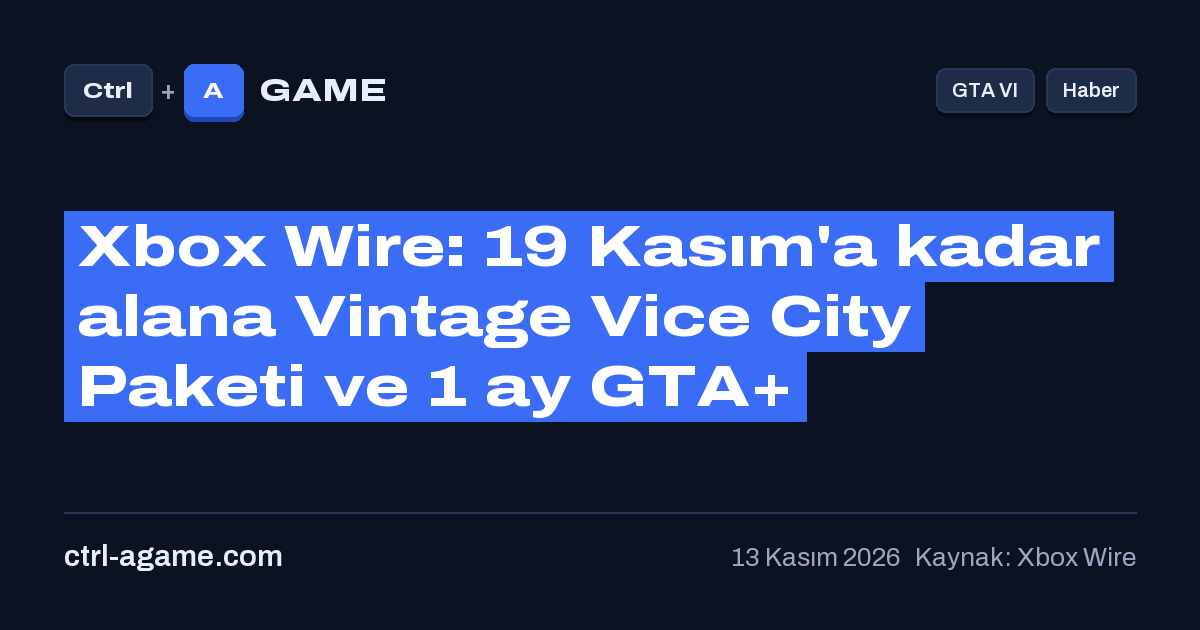 Ctrl + A GAME
GTA VI Haber
Xbox Wire: 19 Kasım'a kadar
alana Vintage Vice City
Paketi ve 1 ay GTA+
ctrl-agame.com
13 Kasım 2026 Kaynak: Xbox Wire